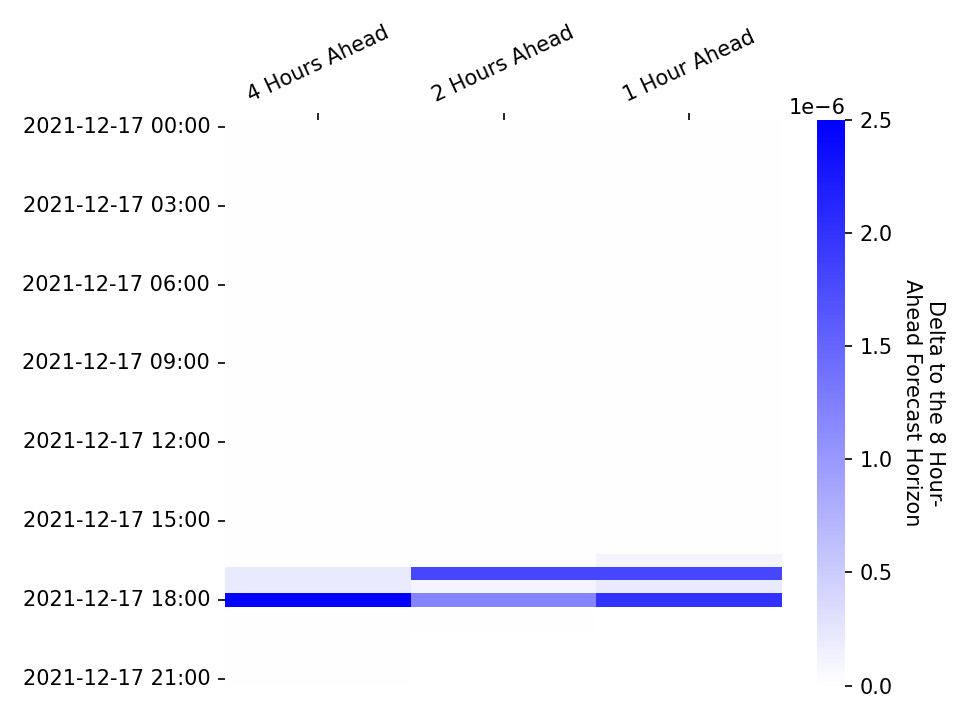 4 Hours Ahead
2 Hours Ahead
1 Hour Ahead
1e−6
2021-12-17 00:00
2021-12-17 03:00
2021-12-17 06:00
2021-12-17 09:00
2021-12-17 12:00
2021-12-17 15:00
2021-12-17 18:00
2021-12-17 21:00
2.5
2.0
1.5
1.0
0.5
0.0
Delta to the 8 Hour-
Ahead Forecast Horizon